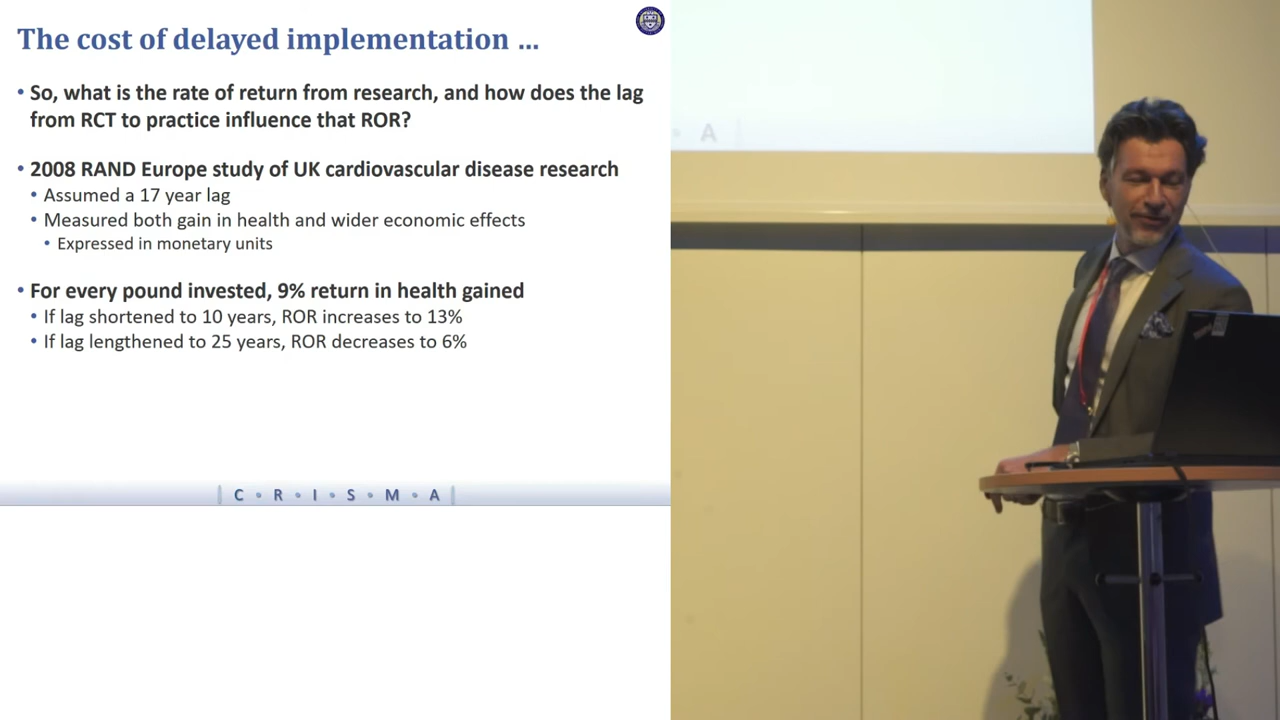 The cost of delayed implementation ...
• So, what is the rate of return from research, and how does the lag
from RCT to practice influence that ROR?
• 2008 RAND Europe study of UK cardiovascular disease research
• Assumed a 17 year lag
• Measured both gain in health and wider economic effects
• Expressed in monetary units
• For every pound invested, 9% return in health gained
• If lag shortened to 10 years, ROR increases to 13%
• If lag lengthened to 25 years, ROR decreases to 6%
| C • R • I • S • M • A |
• A |